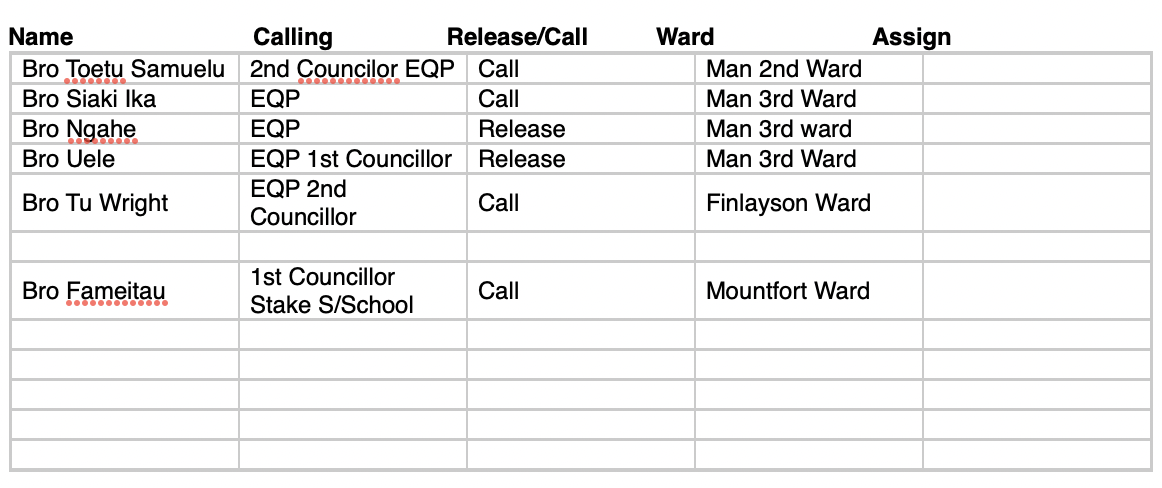 Name Calling Release/Call Ward Assign
Bro Toetu Samuelu 2nd Councilor EQP Call Man 2nd Ward
Bro Siaki Ika EQP Call Man 3rd Ward
Bro Ngahe EQP Release Man 3rd ward
Bro Uele EQP 1st Councillor Release Man 3rd Ward
Bro Tu Wright EQP 2nd Councillor Call Finlayson Ward
Bro Fameitau 1st Councillor Stake S/School Call Mountfort Ward